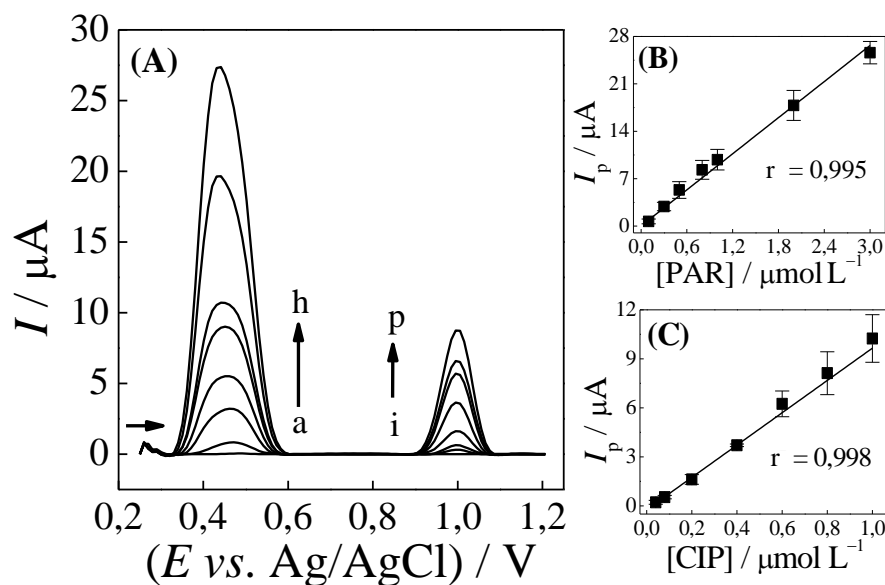 (A)
30
25
20
15
10
5
0
I / μA
h
p
a
i
0,2 0,4 0,6 0,8 1,0 1,2
(E vs. Ag/AgCl) / V
(B)
28
21
14
7
0
I_p / μA
r = 0,995
0,0 0,6 1,2 1,8 2,4 3,0
[PAR] / μmol L⁻¹
(C)
12
9
6
3
0
I_p / μA
r = 0,998
0,0 0,2 0,4 0,6 0,8 1,0
[CIP] / μmol L⁻¹